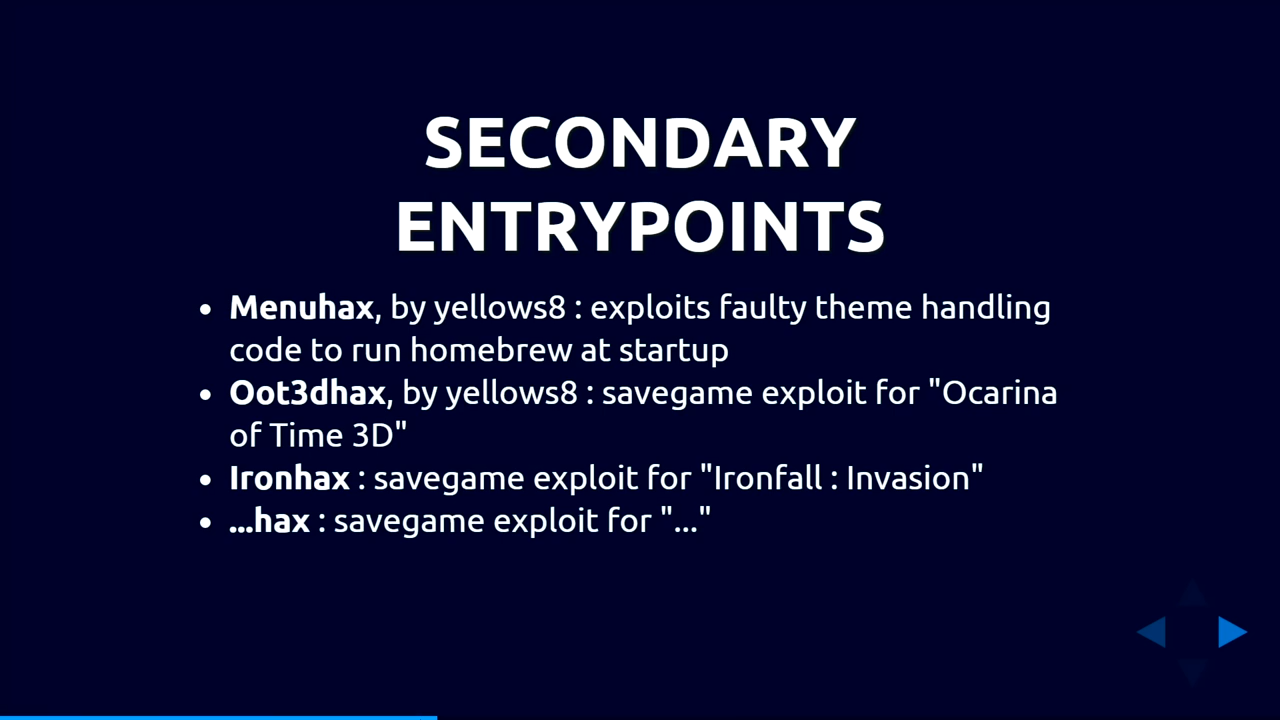 SECONDARY
ENTRYPOINTS
• Menuhax, by yellows8 : exploits faulty theme handling
code to run homebrew at startup
• Oot3dhax, by yellows8 : savegame exploit for "Ocarina
of Time 3D"
• Ironhax : savegame exploit for "Ironfall : Invasion"
• ...hax : savegame exploit for "..."